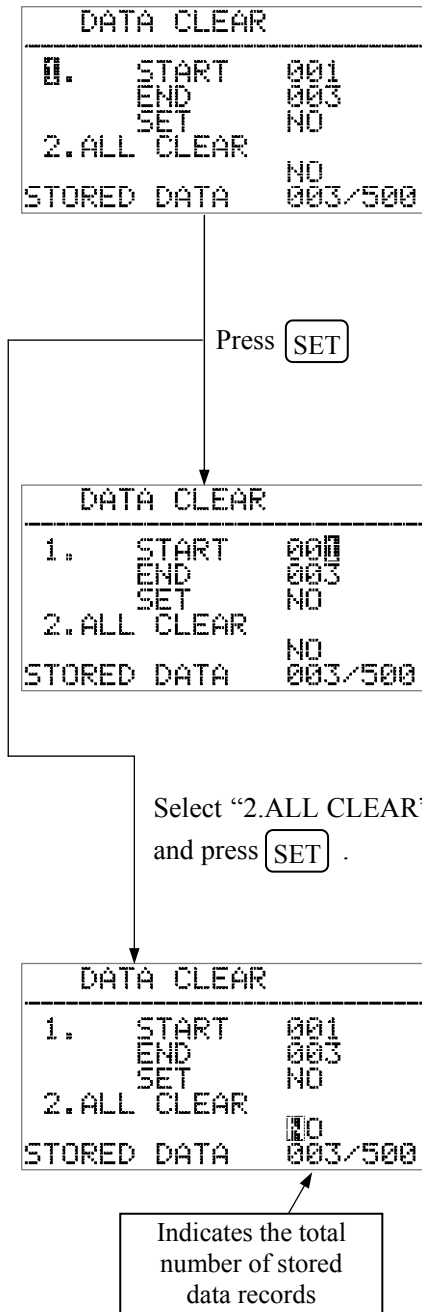 DATA CLEAR
1. START 001
END 003
SET NO
2.ALL CLEAR
NO
STORED DATA 003/500
Press SET
DATA CLEAR
1. START 001
END 003
SET NO
2.ALL CLEAR
NO
STORED DATA 003/500
Select “2.ALL CLEAR”
and press SET .
DATA CLEAR
1. START 001
END 003
SET NO
2.ALL CLEAR
NO
STORED DATA 003/500
Indicates the total
number of stored
data records